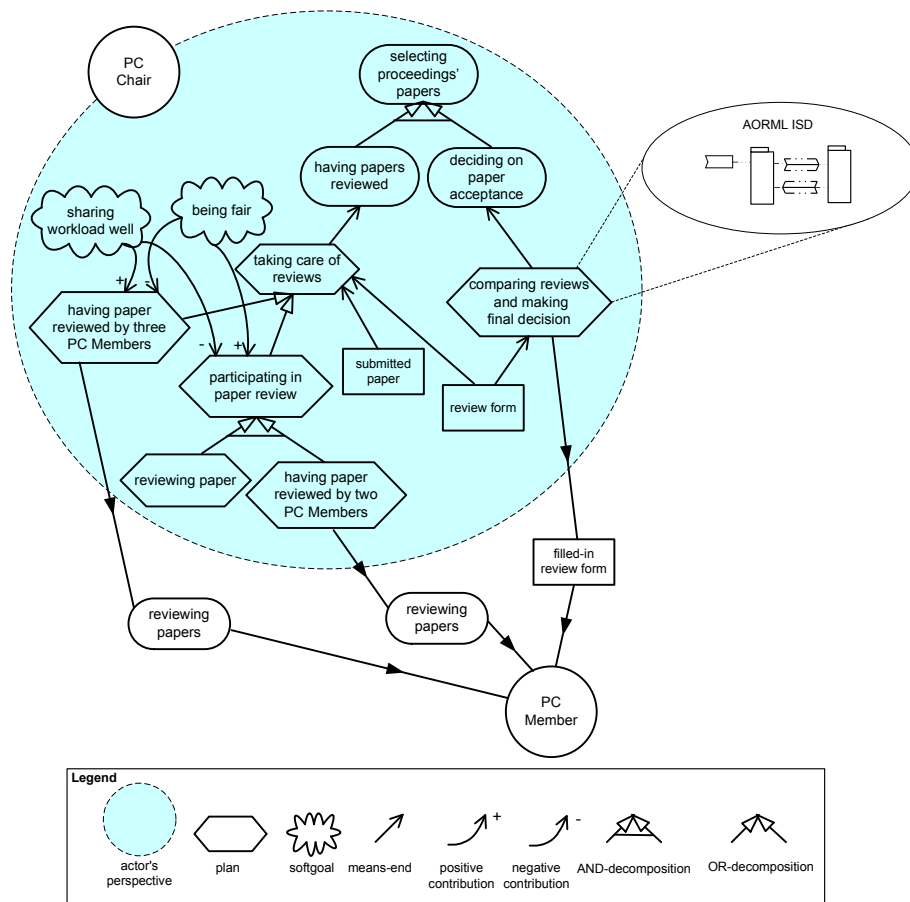 PC
Chair
selecting
proceedings'
papers
AORML ISD
having papers
reviewed
deciding on
paper
acceptance
sharing
workload well
being fair
taking care of
reviews
comparing reviews
and making
final decision
+
-
having paper
reviewed by three
PC Members
-
+
participating in
paper review
submitted
paper
review form
reviewing paper
having paper
reviewed by two
PC Members
filled-in
review form
reviewing
papers
reviewing
papers
PC
Member
Legend
+
-
actor's
perspective
plan
softgoal
means-end
positive
contribution
negative
contribution
AND-decomposition
OR-decomposition